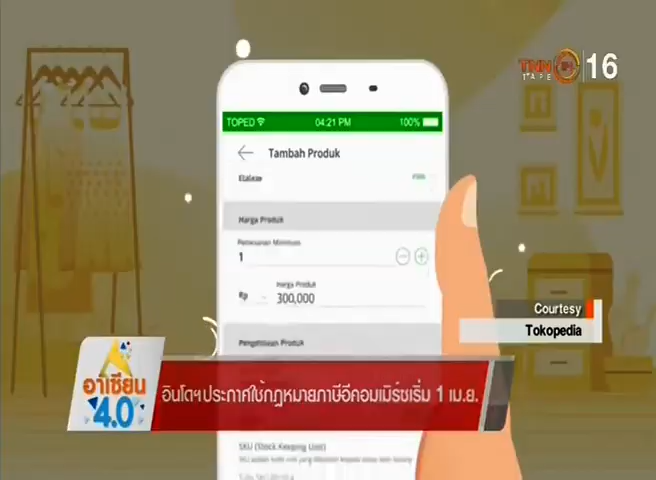 TNN 24
TAPE
16
TOPED
04:21 PM
100%
Tambah Produk
Etalase
Harga Produk
Pemesanan Minimum
1
Harga Produk
Rp
300,000
Pengelolaan Produk
Courtesy
Tokopedia
อาเซียน
4.0
อินโดฯประกาศใช้กฎหมายภาษีอีคอมเมิร์ซเริ่ม 1 เม.ย.
SKU (Stock Keeping Unit)